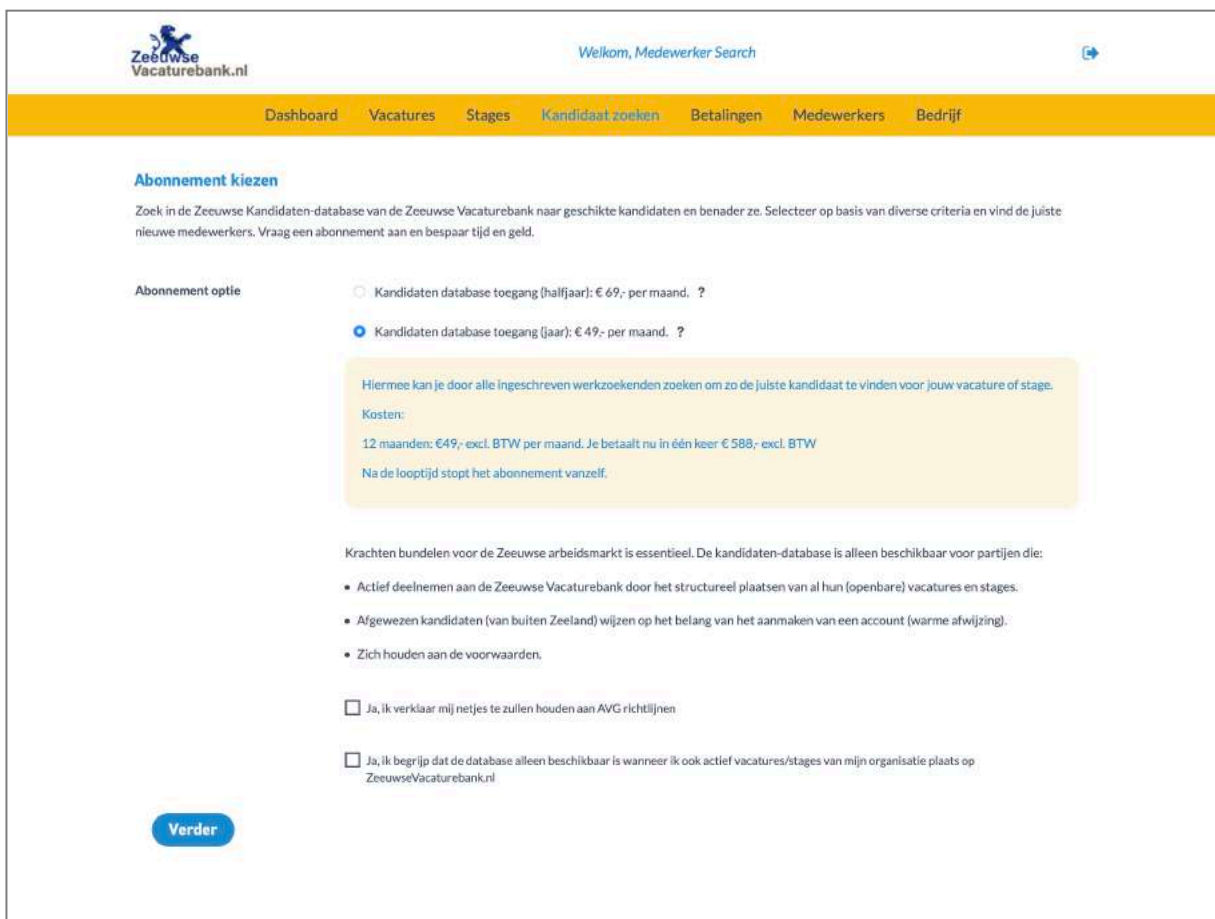 Zeeuwse
Vacaturebank.nl
Welkom, Medewerker Search
Dashboard Vacatures Stages Kandidaat zoeken Betalingen Medewerkers Bedrijf
Abonnement kiezen
Zoek in de Zeeuwse Kandidaten-database van de Zeeuwse Vacaturebank naar geschikte kandidaten en benader ze. Selecteer op basis van diverse criteria en vind de juiste
nieuwe medewerkers. Vraag een abonnement aan en bespaar tijd en geld.
Abonnement optie
Kandidaten database toegang (halfjaar): € 69,- per maand. ?
Kandidaten database toegang (jaar): € 49,- per maand. ?
Hiermee kan je door alle ingeschreven werkzoekenden zoeken om zo de juiste kandidaat te vinden voor jouw vacature of stage.
Kosten:
12 maanden: €49,- excl. BTW per maand. Je betaalt nu in één keer € 588,- excl. BTW
Na de looptijd stopt het abonnement vanzelf.
Krachten bundelen voor de Zeeuwse arbeidsmarkt is essentieel. De kandidaten-database is alleen beschikbaar voor partijen die:
• Actief deelnemen aan de Zeeuwse Vacaturebank door het structureel plaatsen van al hun (openbare) vacatures en stages.
• Afgewezen kandidaten (van buiten Zeeland) wijzen op het belang van het aanmaken van een account (warme afwijzing).
• Zich houden aan de voorwaarden.
Ja, ik verklaar mij netjes te zullen houden aan AVG richtlijnen
Ja, ik begrijp dat de database alleen beschikbaar is wanneer ik ook actief vacatures/stages van mijn organisatie plaats op
ZeeuwseVacaturebank.nl
Verder